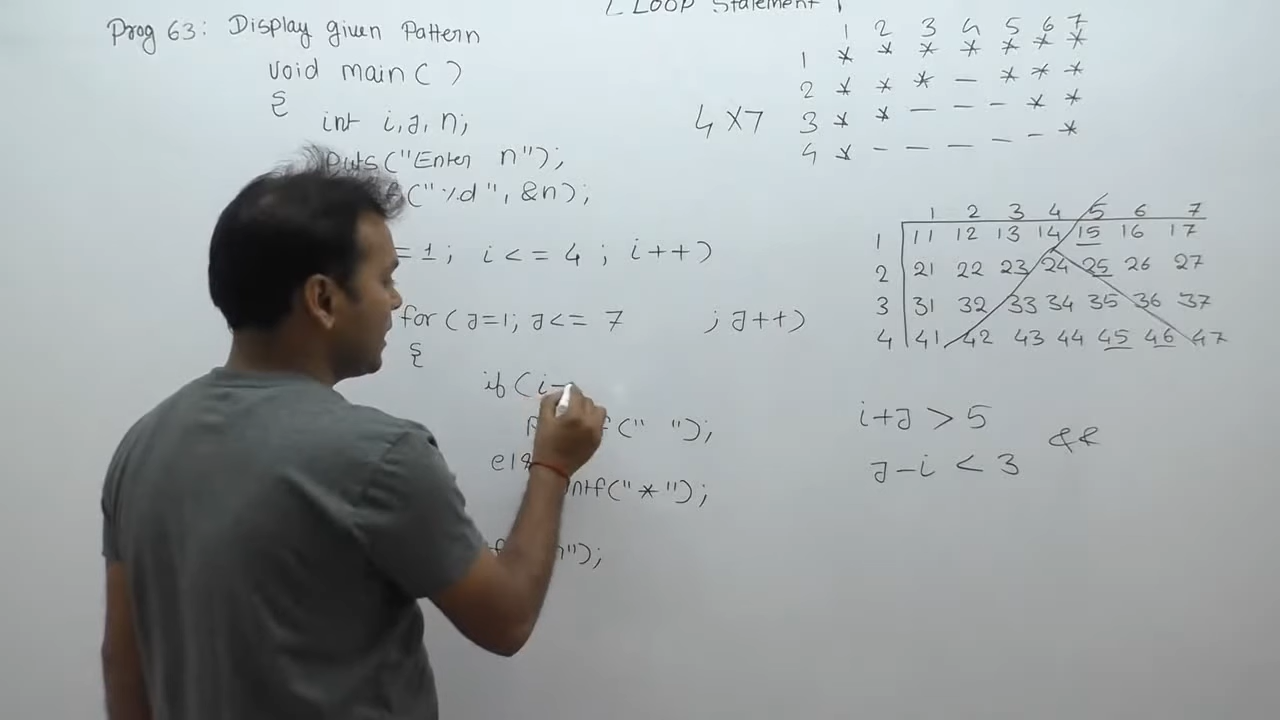 LOOP Statement
Prog 63: Display given Pattern
void main( )
{
int i,J, n;
Puts("Enter n");
("%d", &n);
=1; i<=4; i++)
for(J=1; J<= 7 ; J++)
{
if(i
(" ");
ntf("*");
");
4X7
1 2 3 4 5 6 7
1 * * * * * * *
2 * * * - * * *
3 * * - - - * *
4 * - - - - - *
1 2 3 4 5 6 7
1 11 12 13 14 15 16 17
2 21 22 23 24 25 26 27
3 31 32 33 34 35 36 37
4 41 42 43 44 45 46 47
i+J > 5
&&
J-i < 3